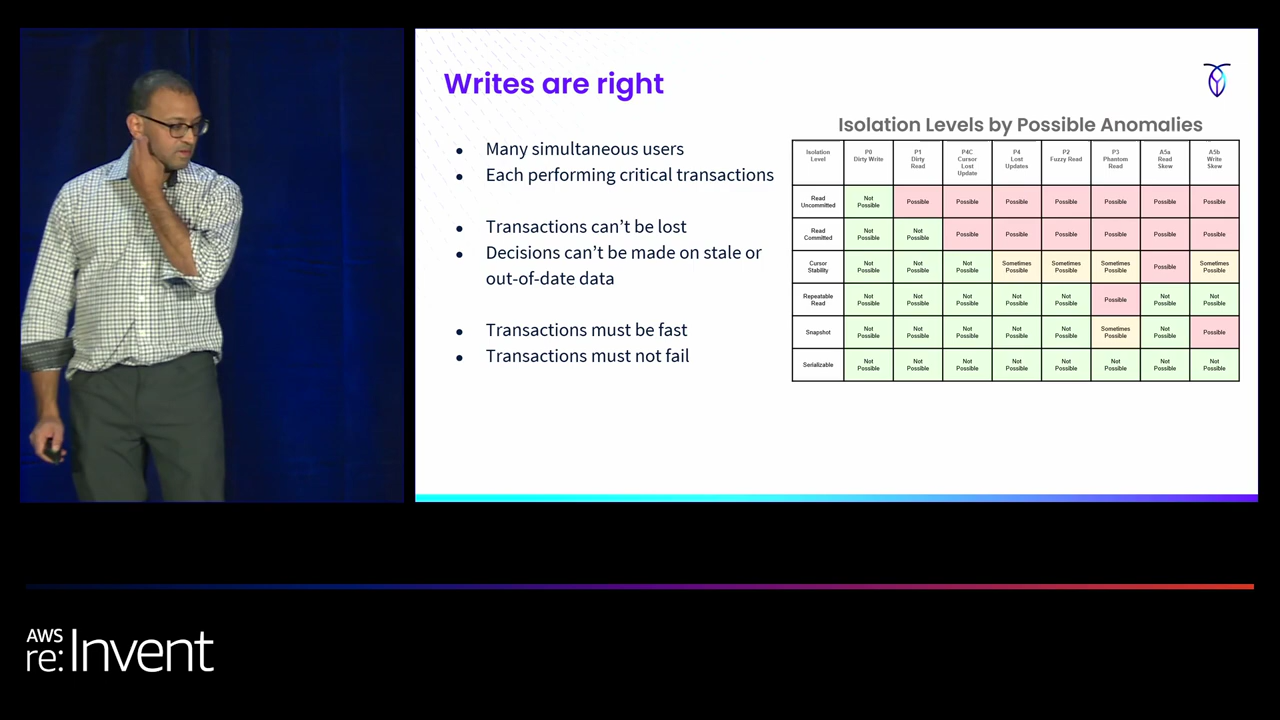 Writes are right
Many simultaneous users
Each performing critical transactions
Transactions can’t be lost
Decisions can’t be made on stale or
out-of-date data
Transactions must be fast
Transactions must not fail
Isolation Levels by Possible Anomalies
Isolation Level | P0 Dirty Write | P1 Dirty Read | P4C Cursor Lost Update | P4 Lost Updates | P2 Fuzzy Read | P3 Phantom Read | A5a Read Skew | A5b Write Skew
Read Uncommitted | Not Possible | Possible | Possible | Possible | Possible | Possible | Possible | Possible
Read Committed | Not Possible | Not Possible | Possible | Possible | Possible | Possible | Possible | Possible
Cursor Stability | Not Possible | Not Possible | Not Possible | Sometimes Possible | Sometimes Possible | Sometimes Possible | Possible | Sometimes Possible
Repeatable Read | Not Possible | Not Possible | Not Possible | Not Possible | Not Possible | Possible | Not Possible | Not Possible
Snapshot | Not Possible | Not Possible | Not Possible | Not Possible | Not Possible | Sometimes Possible | Not Possible | Possible
Serializable | Not Possible | Not Possible | Not Possible | Not Possible | Not Possible | Not Possible | Not Possible | Not Possible
AWS
re:Invent